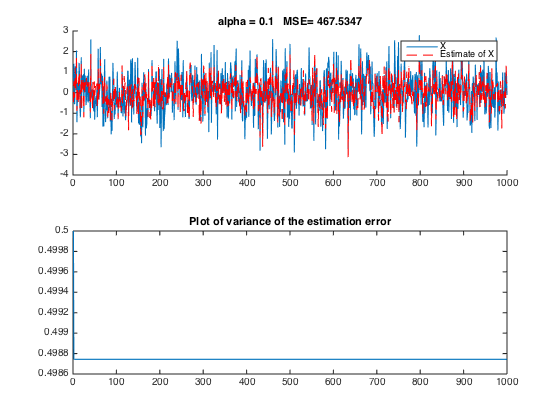 alpha = 0.1   MSE= 467.5347
3
2
1
0
-1
-2
-3
-4
X
Estimate of X
0 100 200 300 400 500 600 700 800 900 1000
Plot of variance of the estimation error
0.5
0.4998
0.4996
0.4994
0.4992
0.499
0.4988
0.4986
0 100 200 300 400 500 600 700 800 900 1000